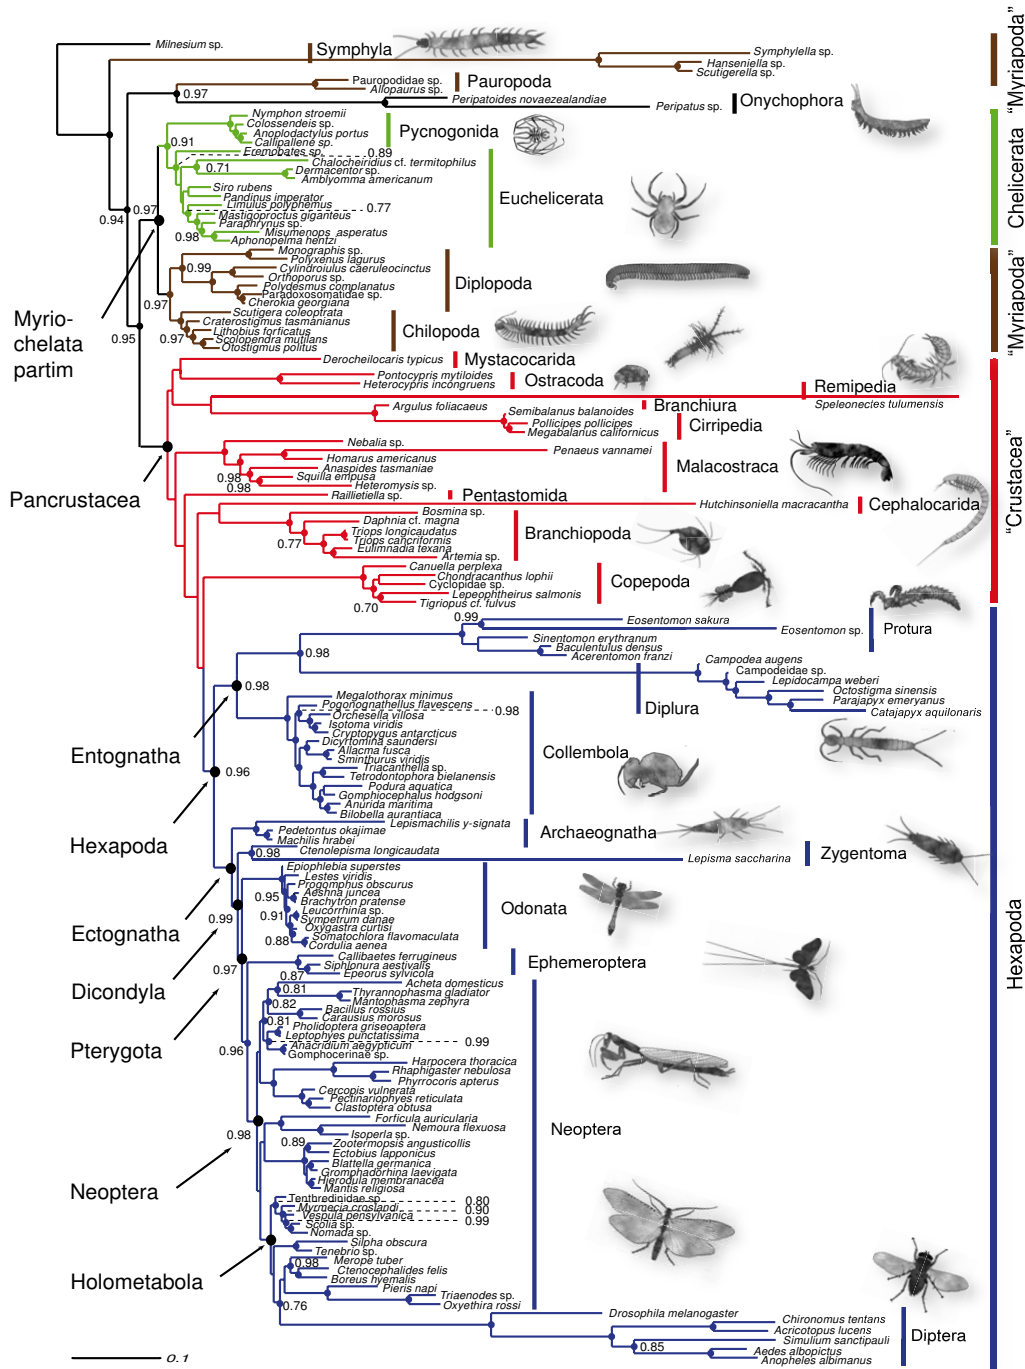 Milnesium sp.
Symphyla
Symphylella sp.
Hanseniella sp.
Scutigerella sp.
"Myriapoda"
Pauropodidae sp.
Allopaurus sp.
Pauropoda
0.97
Peripatoides novaezealandiae
Peripatus sp.
Onychophora
Nymphon stroemii
Colossendeis sp.
Anoplodactylus portus
Callipallene sp.
Pycnogonida
0.91
Eremobates sp.
0.89
Chalocheiridius cf. termitophilus
0.71
Dermacentor sp.
Amblyomma americanum
Siro rubens
Pandinus imperator
Limulus polyphemus
0.77
Mastigoproctus giganteus
Paraphrynus sp.
Misumenops asperatus
0.98
Aphonopelma hentzi
Euchelicerata
Chelicerata
0.94
0.97
Monographis sp.
Polyxenus lagurus
0.99
Cylindroiulus caeruleocinctus
Orthoporus sp.
Polydesmus complanatus
Paradoxosomatidae sp.
Cherokia georgiana
Diplopoda
0.97
Scutigera coleoptrata
Craterostigmus tasmanianus
Lithobius forficatus
0.97
Scolopendra mutilans
Otostigmus politus
Chilopoda
"Myriapoda"
Myrio-
chelata
partim
0.95
Derocheilocaris typicus
Mystacocarida
Pontocypris mytiloides
Heterocypris incongruens
Ostracoda
Remipedia
Speleonectes tulumensis
Argulus foliacaeus
Branchiura
Semibalanus balanoides
Pollicipes pollicipes
Megabalanus californicus
Cirripedia
Nebalia sp.
Penaeus vannamei
Homarus americanus
Anaspides tasmaniae
0.98
Squilla empusa
0.98
Heteromysis sp.
Malacostraca
Pancrustacea
Raillietiella sp.
Pentastomida
Hutchinsoniella macracantha
Cephalocarida
Bosmina sp.
Daphnia cf. magna
Triops longicaudatus
Triops cancriformis
0.77
Eulimnadia texana
Artemia sp.
Branchiopoda
Canuella perplexa
Chondracanthus lophii
Cyclopidae sp.
Lepeophtheirus salmonis
0.70
Tigriopus cf. fulvus
Copepoda
"Crustacea"
0.99
Eosentomon sakura
Eosentomon sp.
Sinentomon erythranum
Baculentulus densus
Acerentomon franzi
Protura
0.98
Campodea augens
Campodeidae sp.
Lepidocampa weberi
Octostigma sinensis
Parajapyx emeryanus
Catajapyx aquilonaris
Diplura
0.98
Megalothorax minimus
Pogonognathellus flavescens
0.98
Orchesella villosa
Isotoma viridis
Cryptopygus antarcticus
Dicyrtomina saundersi
Allacma fusca
Sminthurus viridis
Triacanthella sp.
Tetrodontophora bielanensis
Podura aquatica
Gomphiocephalus hodgsoni
Anurida maritima
Bilobella aurantiaca
Collembola
Entognatha
0.96
Hexapoda
Lepismachilis y-signata
Pedetontus okajimae
Machilis hrabei
Archaeognatha
0.98
Ctenolepisma longicaudata
Lepisma saccharina
Zygentoma
Epiophlebia superstes
Lestes viridis
Progomphus obscurus
0.95
Aeshna juncea
Brachytron pratense
0.91
Leucorrhinia sp.
Sympetrum danae
Oxygastra curtisi
0.88
Somatochlora flavomaculata
Cordulia aenea
Odonata
Ectognatha
0.99
Callibaetes ferrugineus
Siphlonura aestivalis
0.87
Epeorus sylvicola
Ephemeroptera
0.97
Dicondyla
Hexapoda
Acheta domesticus
0.81
Thyrannophasma gladiator
Mantophasma zephyra
0.82
Bacillus rossius
Carausius morosus
0.81
Pholidoptera griseoaptera
Leptophyes punctatissima
0.99
Anacridium aegypticum
Gomphocerinae sp.
Pterygota
0.96
Harpocera thoracica
Rhaphigaster nebulosa
Phyrrocoris apterus
Cercopis vulnerata
Pectinariophyes reticulata
Clastoptera obtusa
Forficula auricularia
Nemoura flexuosa
0.98
Isoperla sp.
0.89
Zootermopsis angusticollis
Ectobius lapponicus
Blattella germanica
Gromphadorhina laevigata
Hierodula membranacea
Mantis religiosa
Neoptera
Neoptera
Tenthredinidae sp.
0.80
Myrmecia croslandi
0.90
Vespula pensylvanica
0.99
Scolia sp.
Nomada sp.
Silpha obscura
Tenebrio sp.
Merope tuber
0.98
Ctenocephalides felis
Boreus hyemalis
Pieris napi
Triaenodes sp.
0.76
Oxyethira rossi
Holometabola
Drosophila melanogaster
Chironomus tentans
Acricotopus lucens
Simulium sanctipauli
0.85
Aedes albopictus
Anopheles albimanus
Diptera
0.1